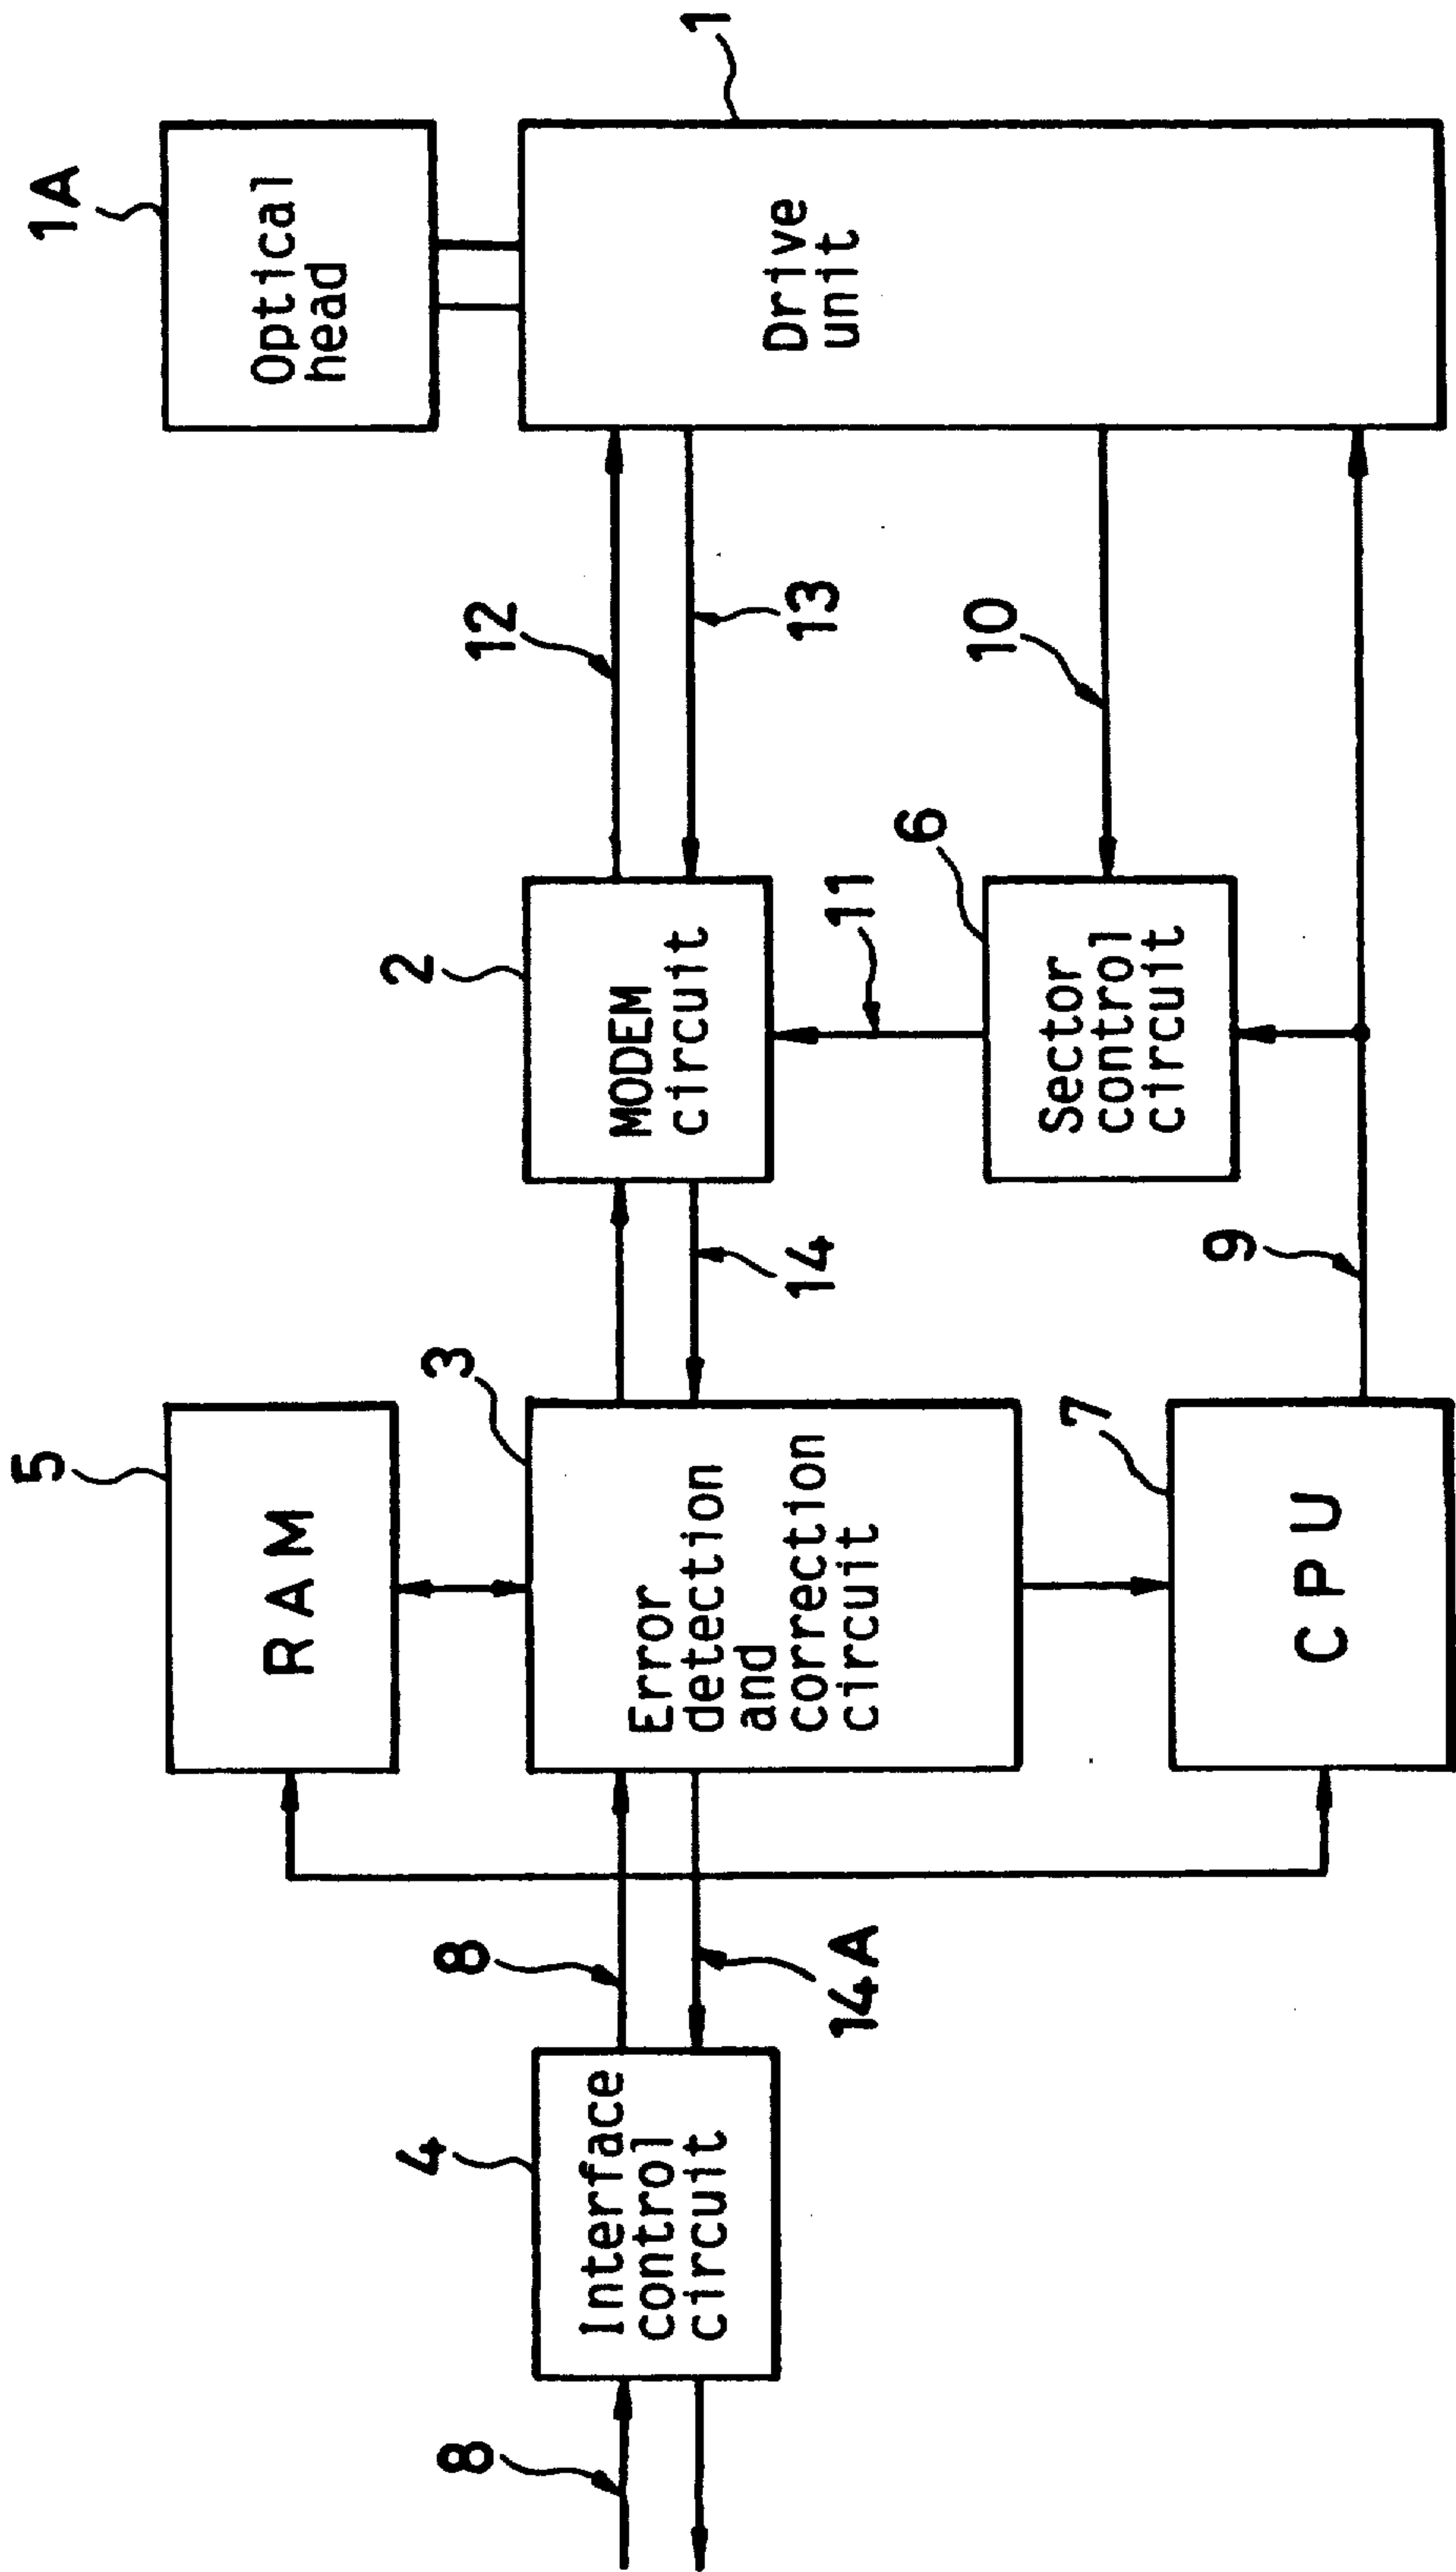 1A
Optical
head
1
Drive
unit
12
13
10
2
MODEM
circuit
11
6
Sector
control
circuit
14
9
5
RAM
3
Error
detection
and
correction
circuit
7
CPU
8
14A
4
Interface
control
circuit
8